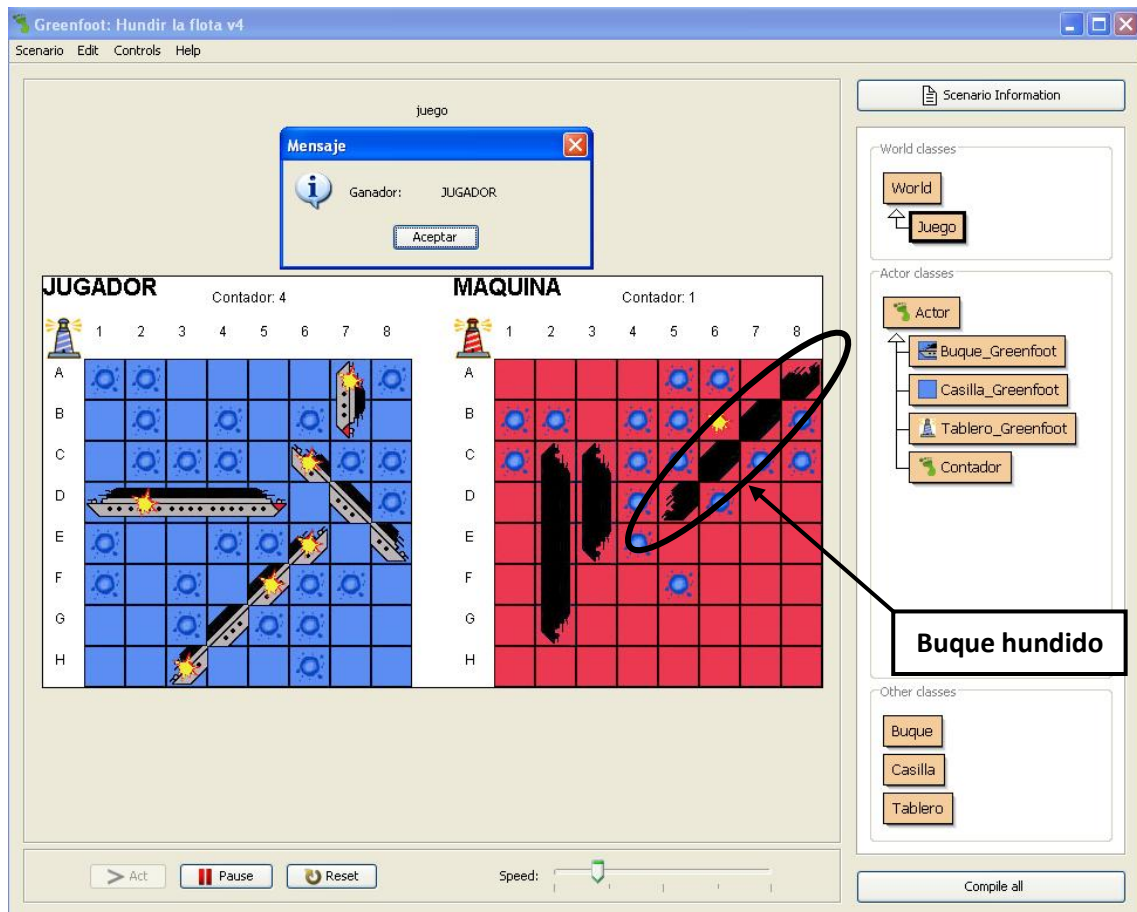 Greenfoot: Hundir la flota v4
Scenario Edit Controls Help
Scenario Information
juego
Mensaje
Ganador: JUGADOR
Aceptar
JUGADOR
Contador: 4
MAQUINA
Contador: 1
1 2 3 4 5 6 7 8
1 2 3 4 5 6 7 8
A
B
C
D
E
F
G
H
A
B
C
D
E
F
G
H
World classes
World
Juego
Actor classes
Actor
Buque_Greenfoot
Casilla_Greenfoot
Tablero_Greenfoot
Contador
Buque hundido
Other classes
Buque
Casilla
Tablero
Act
Pause
Reset
Speed:
Compile all